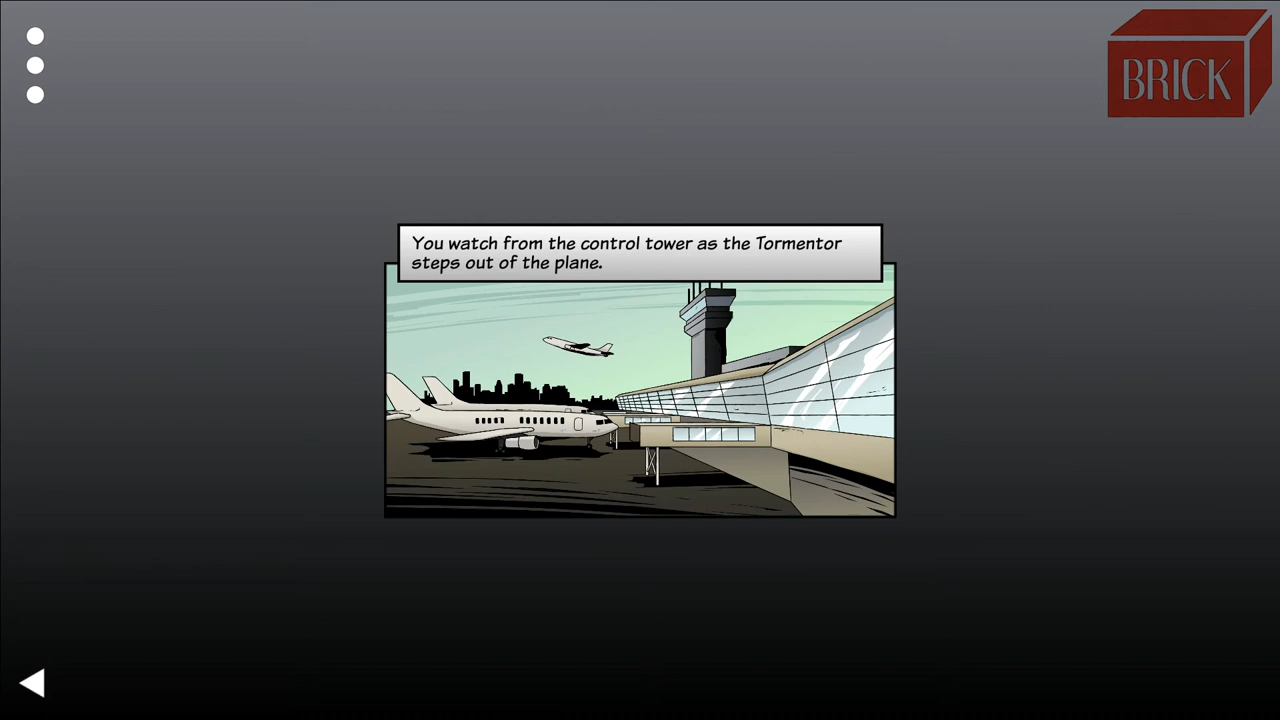 BRICK
You watch from the control tower as the Tormentor
steps out of the plane.